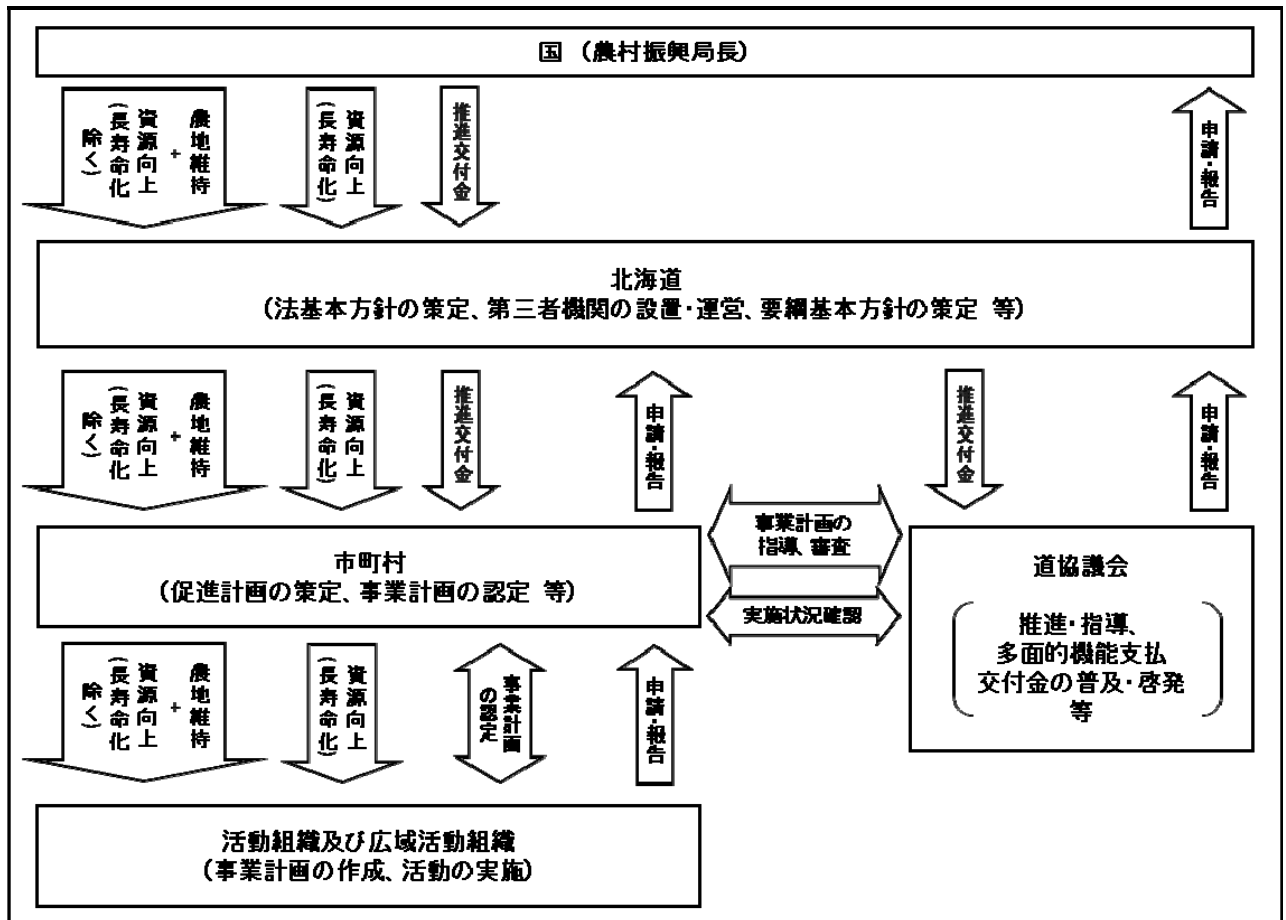 国 (農村振興局長)
農地維持
+
資源向上
(長寿命化
除く)
資源向上
(長寿命化)
推進交付金
申請・報告
北海道
(法基本方針の策定、第三者機関の設置・運営、要綱基本方針の策定 等)
農地維持
+
資源向上
(長寿命化
除く)
資源向上
(長寿命化)
推進交付金
申請・報告
推進交付金
申請・報告
市町村
(促進計画の策定、事業計画の認定 等)
事業計画の
指導、審査
実施状況確認
道協議会
推進・指導、
多面的機能支払
交付金の普及・啓発
等
農地維持
+
資源向上
(長寿命化
除く)
資源向上
(長寿命化)
事業計画
の認定
申請・報告
活動組織及び広域活動組織
(事業計画の作成、活動の実施)